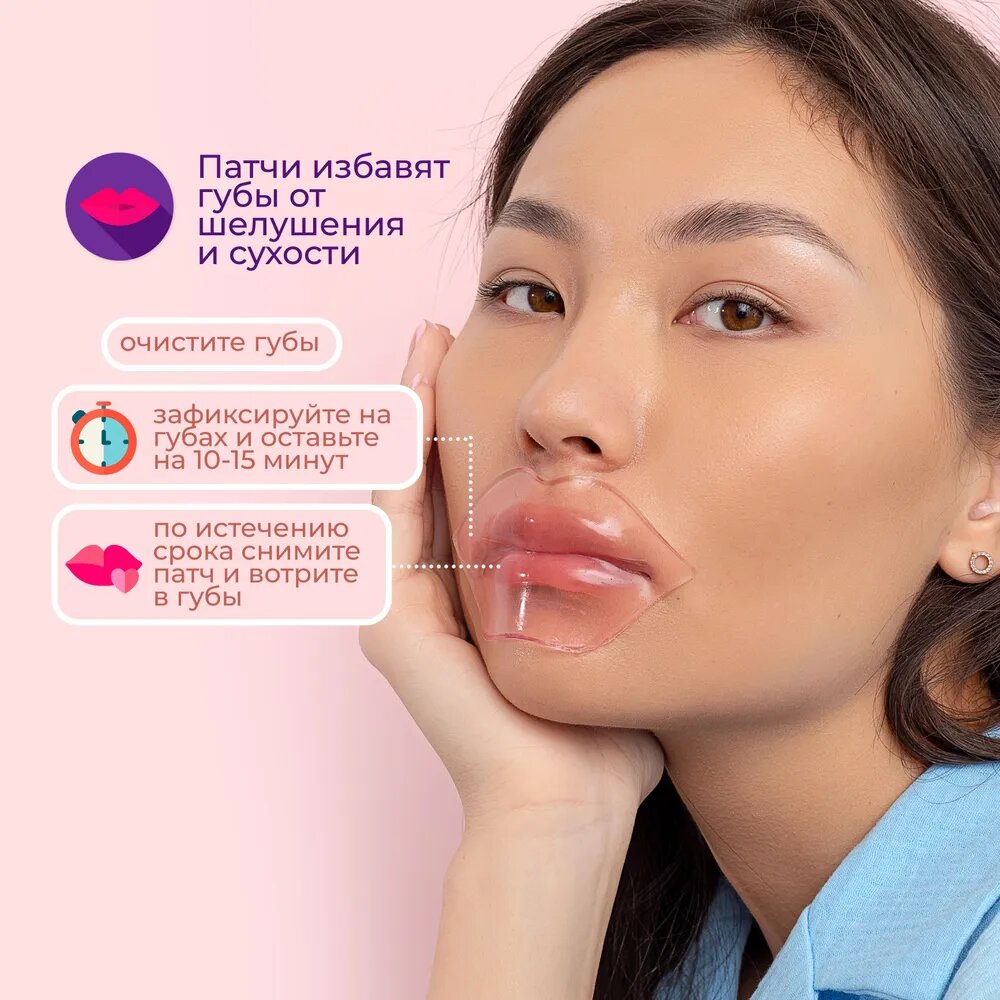 Патчи избавят
губы от
шелушения
и сухости
очистите губы
зафиксируйте на
губах и оставьте
на 10-15 минут
по истечению
срока снимите
патч и вотрите
в губы